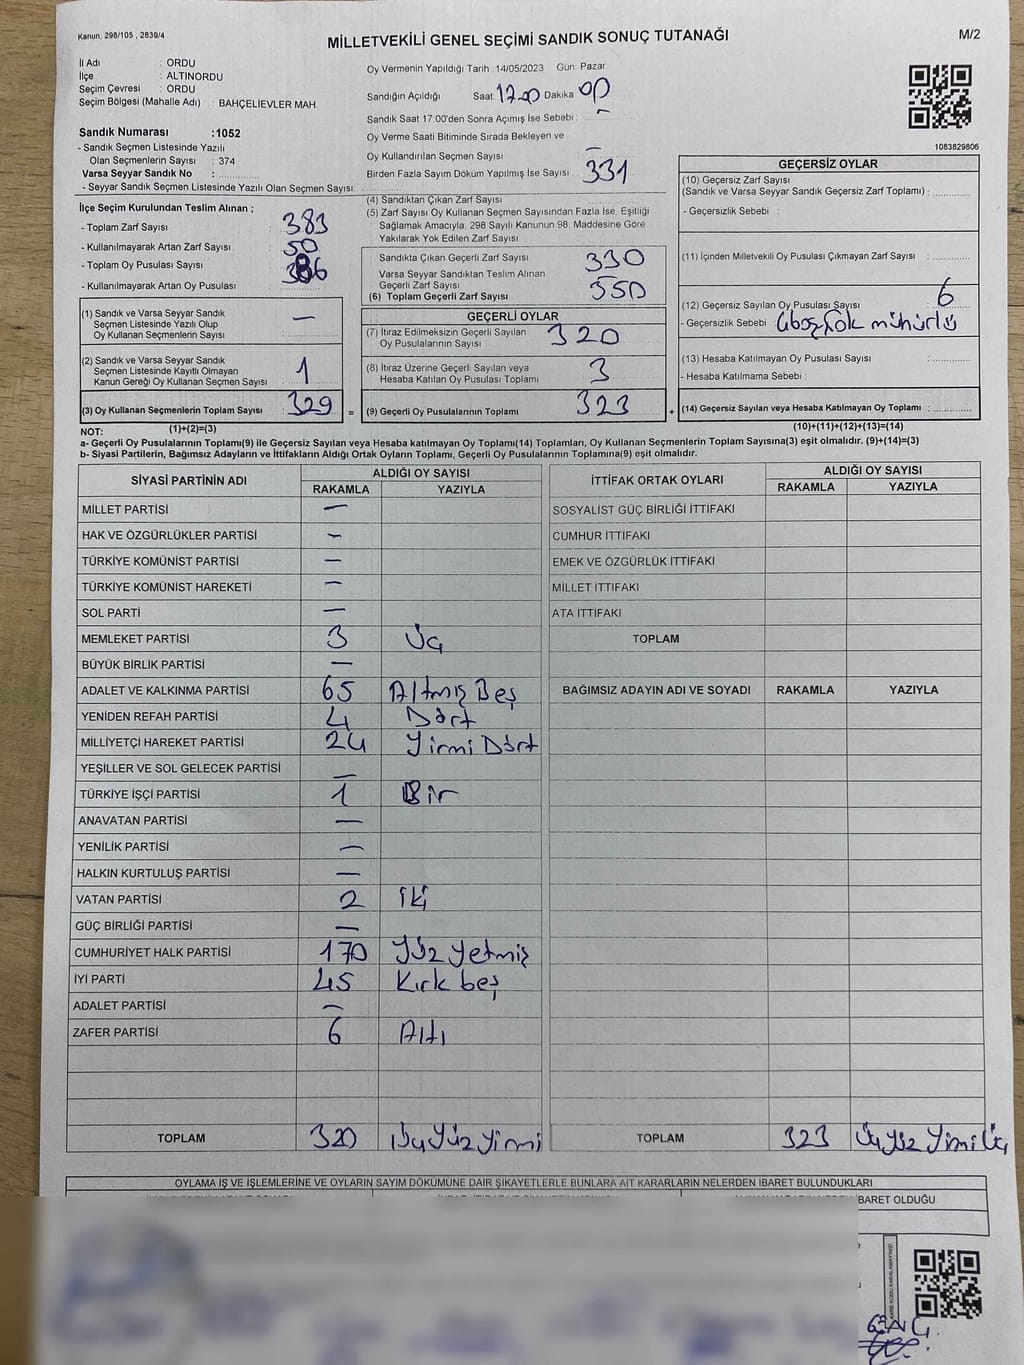 Kanun: 298/105 , 2839/4
MİLLETVEKİLİ GENEL SEÇİMİ SANDIK SONUÇ TUTANAĞI
M/2
İl Adı : ORDU
İlçe : ALTINORDU
Seçim Çevresi : ORDU
Seçim Bölgesi (Mahalle Adı) : BAHÇELİEVLER MAH.
Sandık Numarası :1052
- Sandık Seçmen Listesinde Yazılı
Olan Seçmenlerin Sayısı : 374
Varsa Seyyar Sandık No :
- Seyyar Sandık Seçmen Listesinde Yazılı Olan Seçmen Sayısı:
Oy Vermenin Yapıldığı Tarih :14/05/2023 Gün: Pazar
Sandığın Açıldığı Saat: 17.00 Dakika 00
Sandık Saat 17:00'den Sonra Açımış İse Sebebi : -
Oy Verme Saati Bitiminde Sırada Bekleyen ve
Oy Kullandırılan Seçmen Sayısı -
Birden Fazla Sayım Döküm Yapılmış İse Sayısı 331
1083829806
İlçe Seçim Kurulundan Teslim Alınan ;
- Toplam Zarf Sayısı 383
- Kullanılmayarak Artan Zarf Sayısı 50
- Toplam Oy Pusulası Sayısı
- Kullanılmayarak Artan Oy Pusulası
(4) Sandıktan Çıkan Zarf Sayısı
(5) Zarf Sayısı Oy Kullanan Seçmen Sayısından Fazla İse, Eşitliği
Sağlamak Amacıyla; 298 Sayılı Kanunun 98. Maddesine Göre
Yakılarak Yok Edilen Zarf Sayısı
Sandıkta Çıkan Geçerli Zarf Sayısı 330
Varsa Seyyar Sandıktan Teslim Alınan
Geçerli Zarf Sayısı
(6) Toplam Geçerli Zarf Sayısı
GEÇERSİZ OYLAR
(10) Geçersiz Zarf Sayısı
(Sandık ve Varsa Seyyar Sandık Geçersiz Zarf Toplamı) :
- Geçersizlik Sebebi :
(11) İçinden Milletvekili Oy Pusulası Çıkmayan Zarf Sayısı :
(12) Geçersiz Sayılan Oy Pusulası Sayısı 6
- Geçersizlik Sebebi : 4boş çok mühürlü
(13) Hesaba Katılmayan Oy Pusulası Sayısı
- Hesaba Katılmama Sebebi :
(14) Geçersiz Sayılan veya Hesaba Katılmayan Oy Toplamı :
(10)+(11)+(12)+(13)=(14)
(1) Sandık ve Varsa Seyyar Sandık
Seçmen Listesinde Yazılı Olup
Oy Kullanan Seçmenlerin Sayısı -
(2) Sandık ve Varsa Seyyar Sandık
Seçmen Listesinde Kayıtlı Olmayan
Kanun Gereği Oy Kullanan Seçmen Sayısı 1
(3) Oy Kullanan Seçmenlerin Toplam Sayısı 329 =
(1)+(2)=(3)
GEÇERLİ OYLAR
(7) İtiraz Edilmeksizin Geçerli Sayılan
Oy Pusulalarının Sayısı 320
(8) İtiraz Üzerine Geçerli Sayılan veya
Hesaba Katılan Oy Pusulası Toplamı 3
(9) Geçerli Oy Pusulalarının Toplamı 323 +
NOT:
a- Geçerli Oy Pusulalarının Toplamı(9) ile Geçersiz Sayılan veya Hesaba katılmayan Oy Toplamı(14) Toplamları, Oy Kullanan Seçmenlerin Toplam Sayısına(3) eşit olmalıdır. (9)+(14)=(3)
b- Siyasi Partilerin, Bağımsız Adayların ve İttifakların Aldığı Ortak Oyların Toplamı, Geçerli Oy Pusulalarının Toplamına(9) eşit olmalıdır.
SİYASİ PARTİNİN ADI ALDIĞI OY SAYISI
RAKAMLA YAZIYLA
MİLLET PARTİSİ -
HAK VE ÖZGÜRLÜKLER PARTİSİ -
TÜRKİYE KOMÜNİST PARTİSİ -
TÜRKİYE KOMÜNİST HAREKETİ -
SOL PARTİ -
MEMLEKET PARTİSİ 3 Üç
BÜYÜK BİRLİK PARTİSİ -
ADALET VE KALKINMA PARTİSİ 65 Altmış Beş
YENİDEN REFAH PARTİSİ 4 Dört
MİLLİYETÇİ HAREKET PARTİSİ 24 Yirmi Dört
YEŞİLLER VE SOL GELECEK PARTİSİ -
TÜRKİYE İŞÇİ PARTİSİ 1 Bir
ANAVATAN PARTİSİ -
YENİLİK PARTİSİ -
HALKIN KURTULUŞ PARTİSİ -
VATAN PARTİSİ 2 İki
GÜÇ BİRLİĞİ PARTİSİ -
CUMHURİYET HALK PARTİSİ 170 Yüz Yetmiş
İYİ PARTİ 45 Kırk beş
ADALET PARTİSİ -
ZAFER PARTİSİ 6 Altı
TOPLAM 320 Üç Yüz Yirmi
İTTİFAK ORTAK OYLARI ALDIĞI OY SAYISI
RAKAMLA YAZIYLA
SOSYALİST GÜÇ BİRLİĞİ İTTİFAKI
CUMHUR İTTİFAKI
EMEK VE ÖZGÜRLÜK İTTİFAKI
MİLLET İTTİFAKI
ATA İTTİFAKI
TOPLAM
BAĞIMSIZ ADAYIN ADI VE SOYADI RAKAMLA YAZIYLA
TOPLAM 323 Üç Yüz Yirmi Üç
OYLAMA İŞ VE İŞLEMLERİNE VE OYLARIN SAYIM DÖKÜMÜNE DAİR ŞİKAYETLERLE BUNLARA AİT KARARLARIN NELERDEN İBARET BULUNDUKLARI
BARET OLDUĞU